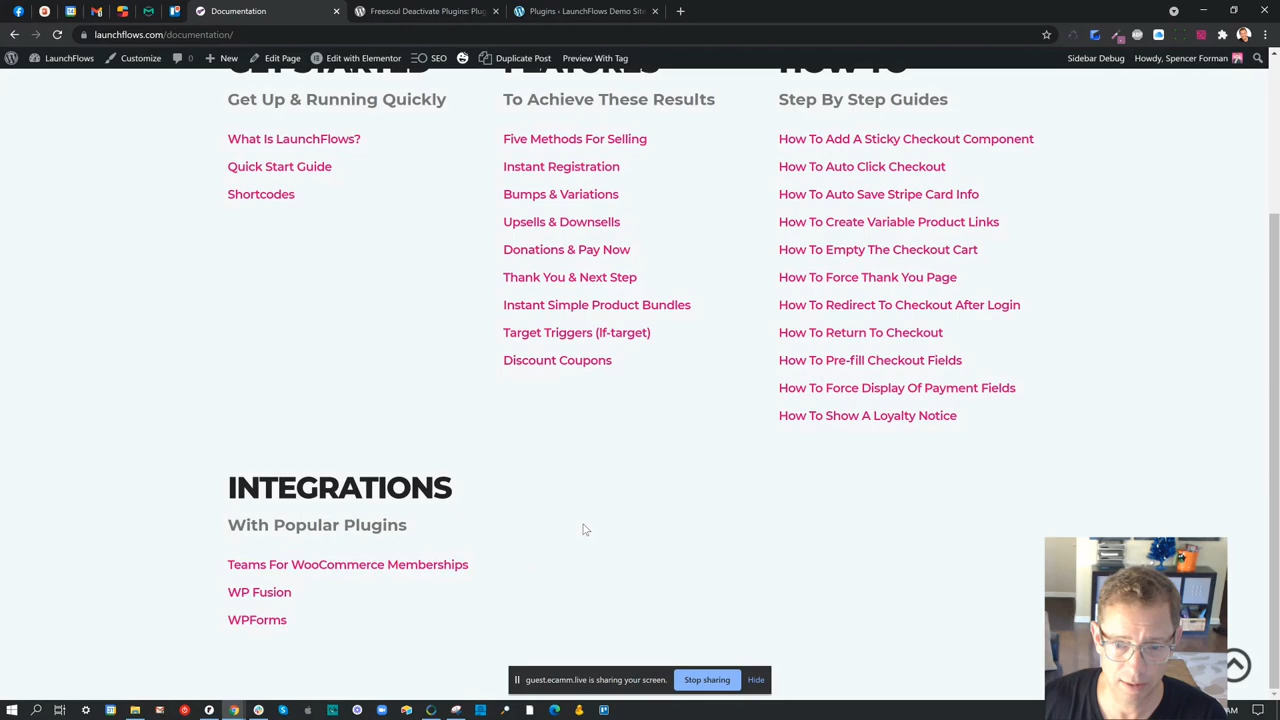 Documentation
Freesoul Deactivate Plugins: Plug
Plugins ‹ LaunchFlows Demo Site
launchflows.com/documentation/
LaunchFlows
Customize
0
New
Edit Page
Edit with Elementor
SEO
Duplicate Post
Preview With Tag
Sidebar Debug
Howdy, Spencer Forman
GET STARTED
Get Up & Running Quickly
What Is LaunchFlows?
Quick Start Guide
Shortcodes
FEATURES
To Achieve These Results
Five Methods For Selling
Instant Registration
Bumps & Variations
Upsells & Downsells
Donations & Pay Now
Thank You & Next Step
Instant Simple Product Bundles
Target Triggers (lf-target)
Discount Coupons
HOW TO
Step By Step Guides
How To Add A Sticky Checkout Component
How To Auto Click Checkout
How To Auto Save Stripe Card Info
How To Create Variable Product Links
How To Empty The Checkout Cart
How To Force Thank You Page
How To Redirect To Checkout After Login
How To Return To Checkout
How To Pre-fill Checkout Fields
How To Force Display Of Payment Fields
How To Show A Loyalty Notice
INTEGRATIONS
With Popular Plugins
Teams For WooCommerce Memberships
WP Fusion
WPForms
guest.ecamm.live is sharing your screen.
Stop sharing
Hide